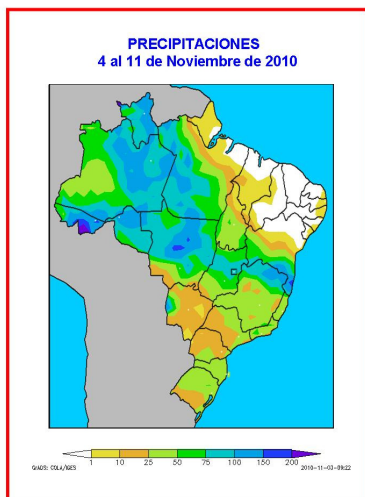 PRECIPITACIONES
4 al 11 de Noviembre de 2010
1 10 25 50 75 100 150 200
GrADS: COLA/IGES 2010-11-03-09:22